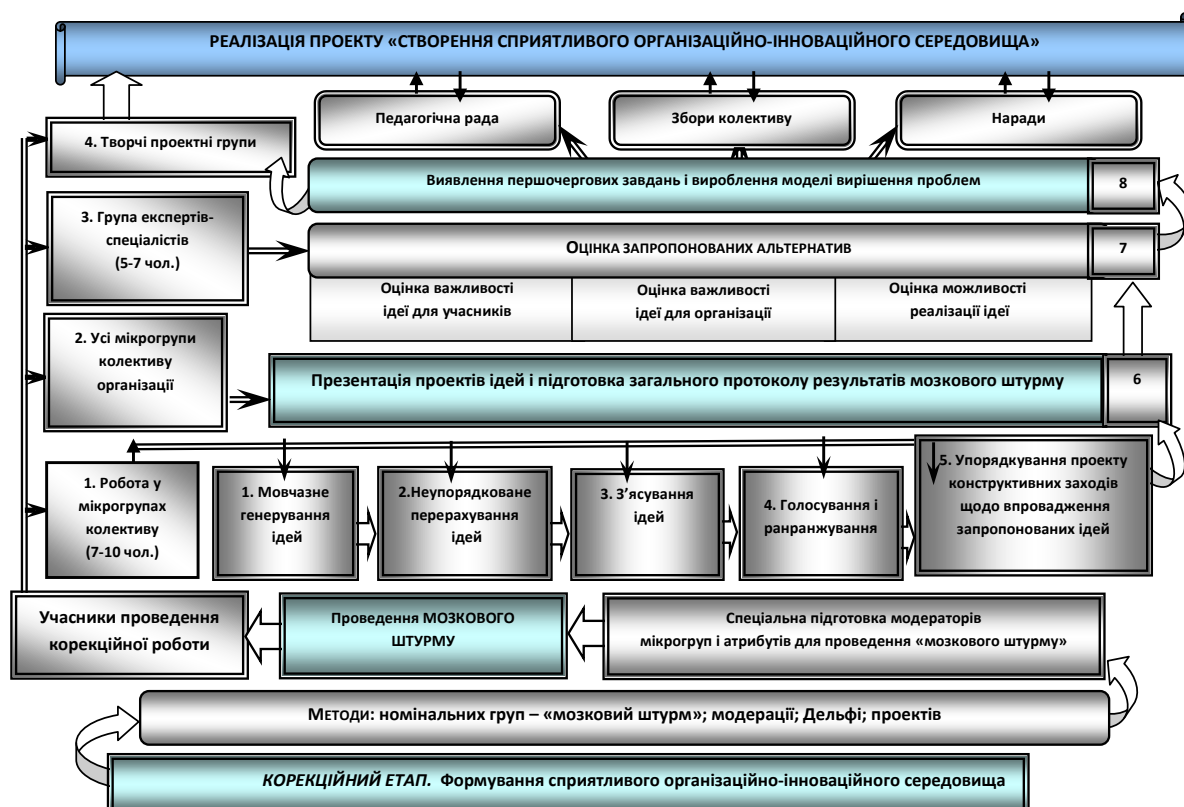 РЕАЛІЗАЦІЯ ПРОЕКТУ «СТВОРЕННЯ СПРИЯТЛИВОГО ОРГАНІЗАЦІЙНО-ІННОВАЦІЙНОГО СЕРЕДОВИЩА»
Педагогічна рада
Збори колективу
Наради
4. Творчі проектні групи
Виявлення першочергових завдань і вироблення моделі вирішення проблем
8
3. Група експертів-
спеціалістів
(5-7 чол.)
ОЦІНКА ЗАПРОПОНОВАНИХ АЛЬТЕРНАТИВ
7
Оцінка важливості
ідеї для учасників
Оцінка важливості
ідеї для організації
Оцінка можливості
реалізації ідеї
2. Усі мікрогрупи
колективу
організації
Презентація проектів ідей і підготовка загального протоколу результатів мозкового штурму
6
1. Робота у
мікрогрупах
колективу
(7-10 чол.)
1. Мовчазне
генерування
ідей
2.Неупорядковане
перерахування
ідей
3. З’ясування
ідей
4. Голосування і
ранранжування
5. Упорядкування проекту
конструктивних заходів
щодо впровадження
запропонованих ідей
Учасники проведення
корекційної роботи
Проведення МОЗКОВОГО
ШТУРМУ
Спеціальна підготовка модераторів
мікрогруп і атрибутів для проведення «мозкового штурму»
МЕТОДИ: номінальних груп – «мозковий штурм»; модерації; Дельфі; проектів
КОРЕКЦІЙНИЙ ЕТАП. Формування сприятливого організаційно-інноваційного середовища